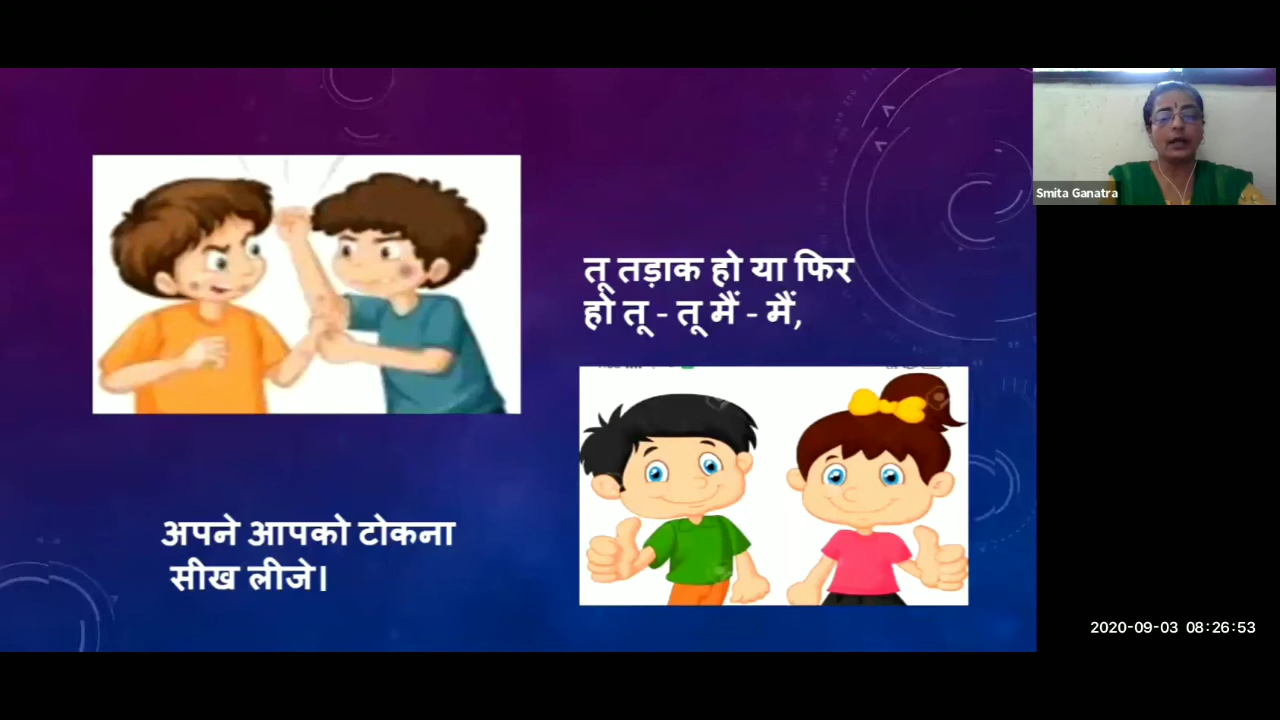 Smita Ganatra
तू तड़ाक हो या फिर
हो तू - तू मैं - मैं,
अपने आपको टोकना
सीख लीजे।
2020-09-03 08:26:53